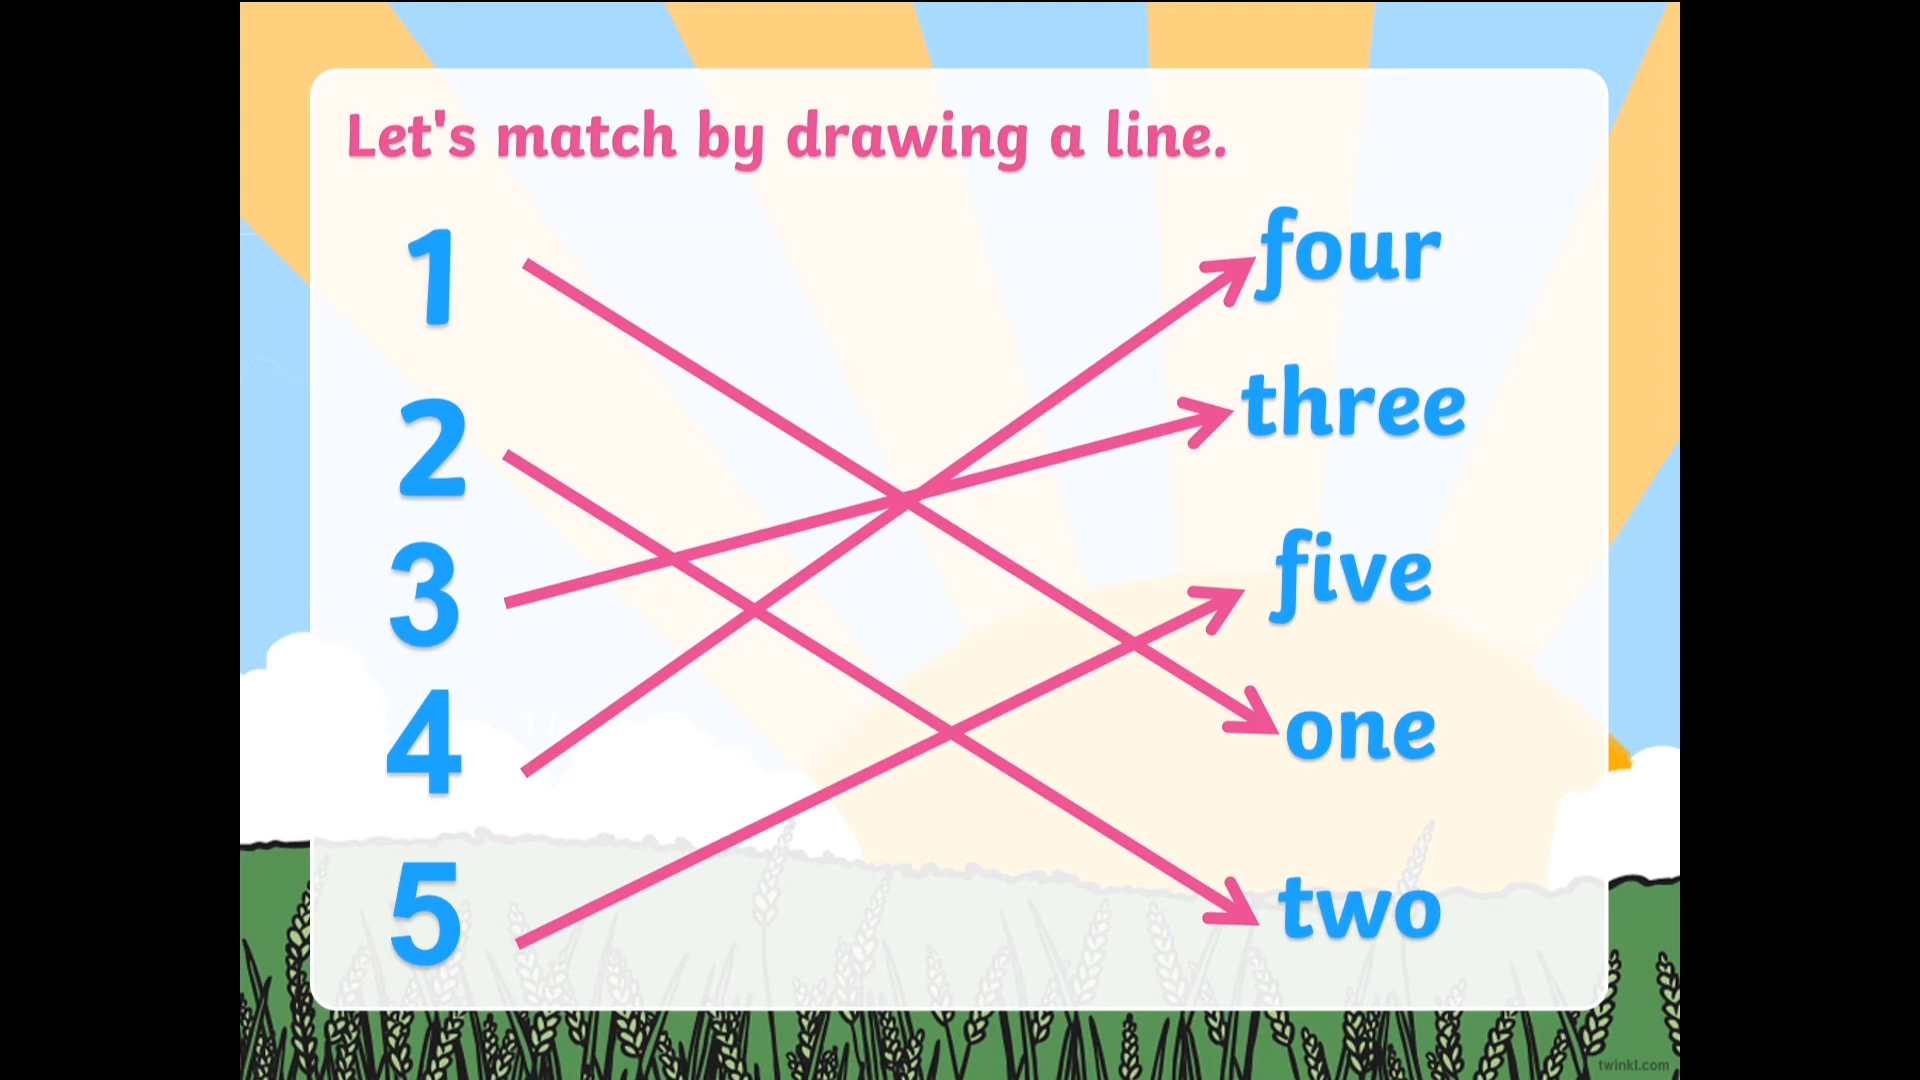 Let's match by drawing a line.
1 four
2 three
3 five
4 one
5 two
twinkl.com